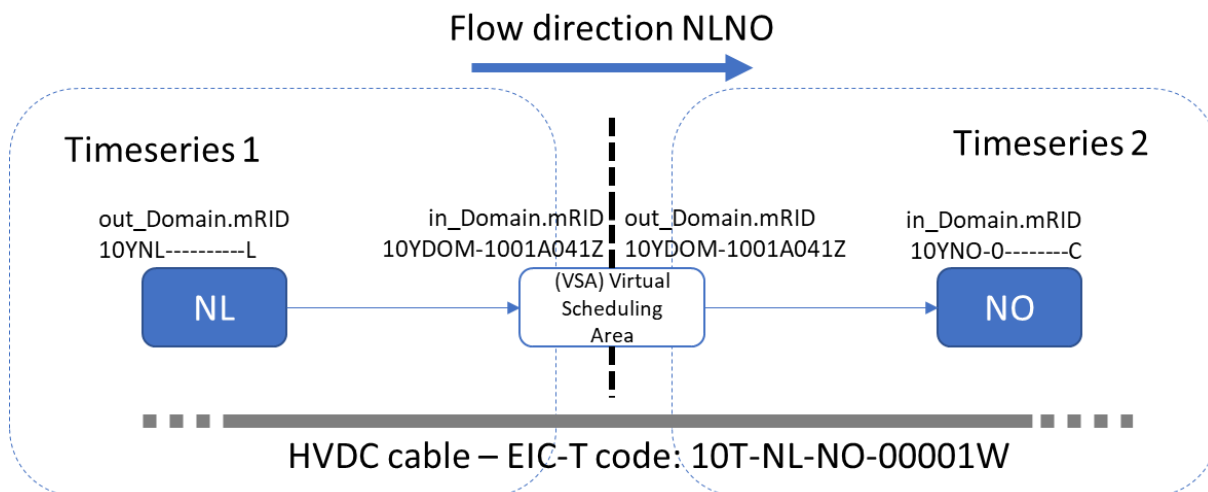 Flow direction NLNO
Timeseries 1
Timeseries 2
out_Domain.mRID
10YNL----------L
in_Domain.mRID
10YDOM-1001A041Z
out_Domain.mRID
10YDOM-1001A041Z
in_Domain.mRID
10YNO-0--------C
NL
(VSA) Virtual
Scheduling
Area
NO
HVDC cable – EIC-T code: 10T-NL-NO-00001W